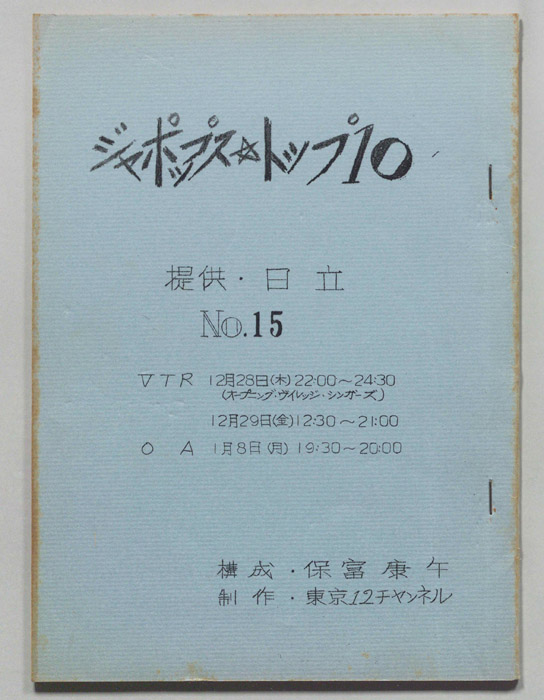 ジャポップス☆トップ10
提供・日立
No.15
VTR 12月28日(木)22:00〜24:30
(オープニング・ヴィレッジ・シンガーズ)
12月29日(金)12:30〜21:00
OA 1月8日(月)19:30〜20:00
構成・保富康午
制作・東京12チャンネル